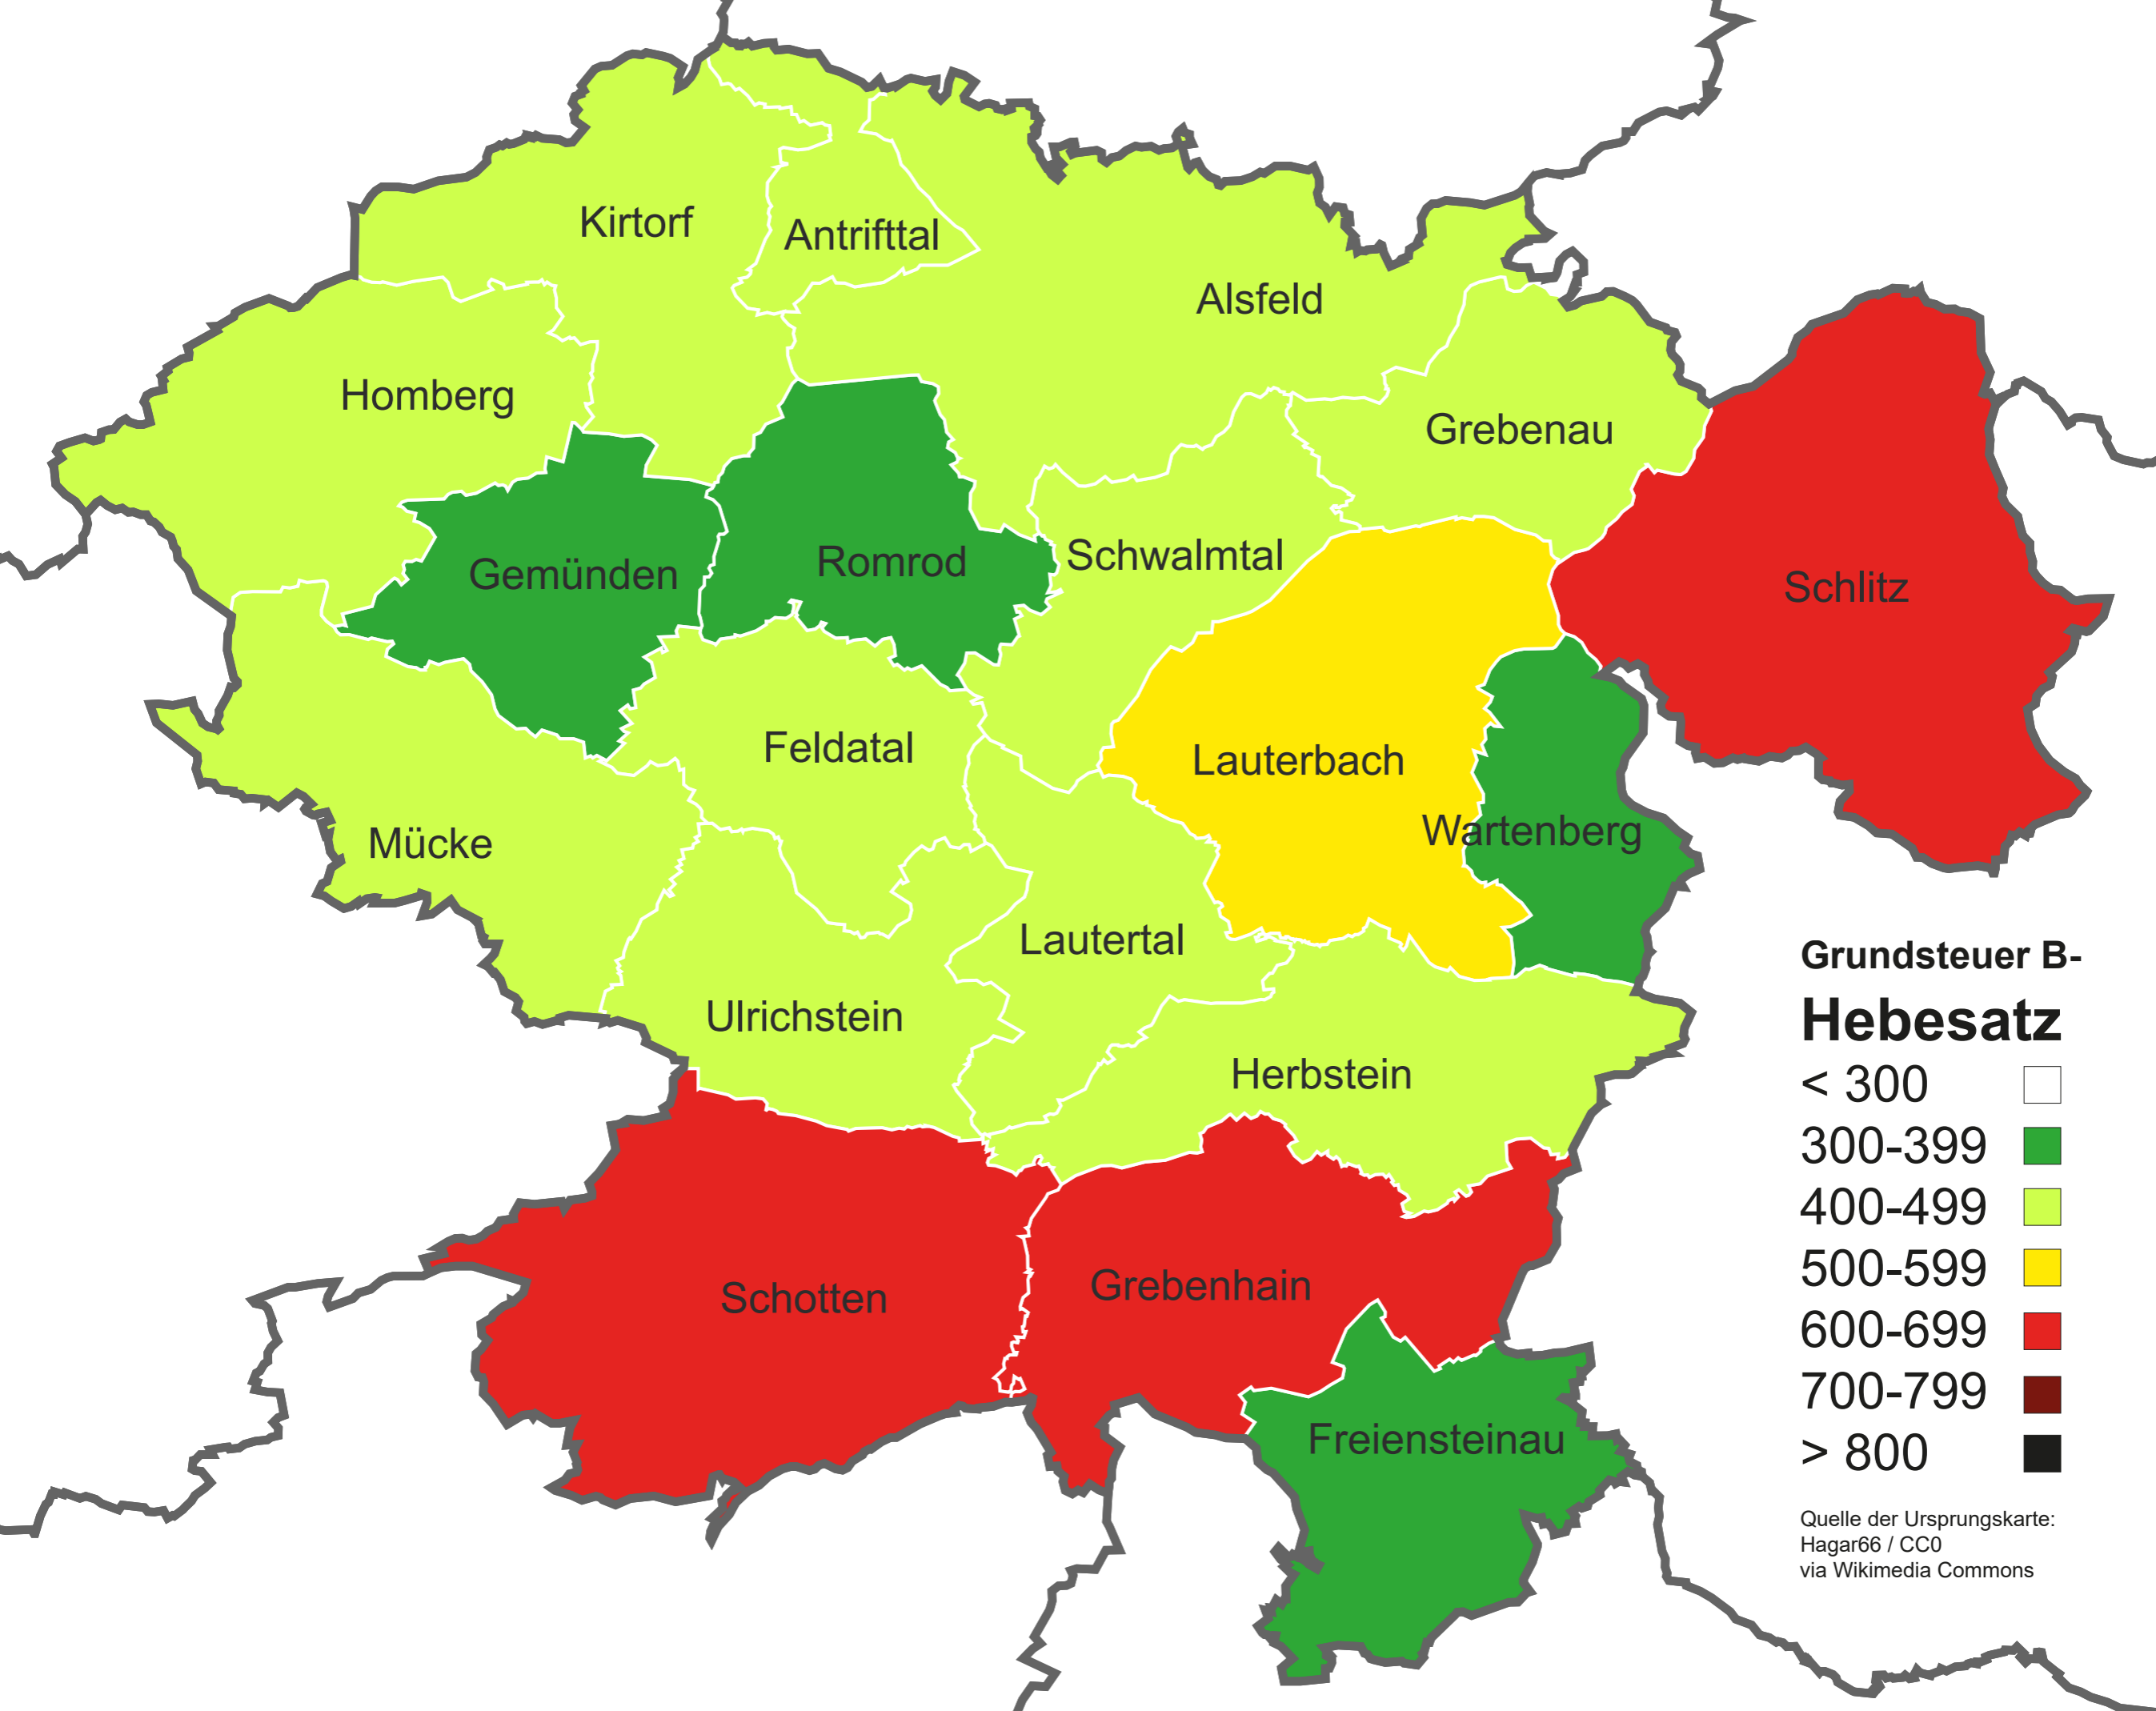 Kirtorf
Antrifttal
Alsfeld
Homberg
Grebenau
Gemünden
Romrod
Schwalmtal
Schlitz
Feldatal
Lauterbach
Wartenberg
Mücke
Lautertal
Ulrichstein
Herbstein
Schotten
Grebenhain
Freiensteinau
Grundsteuer B-
Hebesatz
< 300
300-399
400-499
500-599
600-699
700-799
> 800
Quelle der Ursprungskarte:
Hagar66 / CC0
via Wikimedia Commons